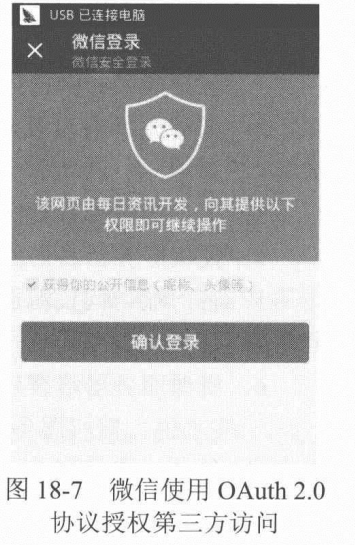 USB 已连接电脑
微信登录
微信安全登录
该网页由每日资讯开发，向其提供以下
权限即可继续操作
获得你的公开信息（昵称、头像等）
确认登录
图 18-7 微信使用 OAuth 2.0
协议授权第三方访问